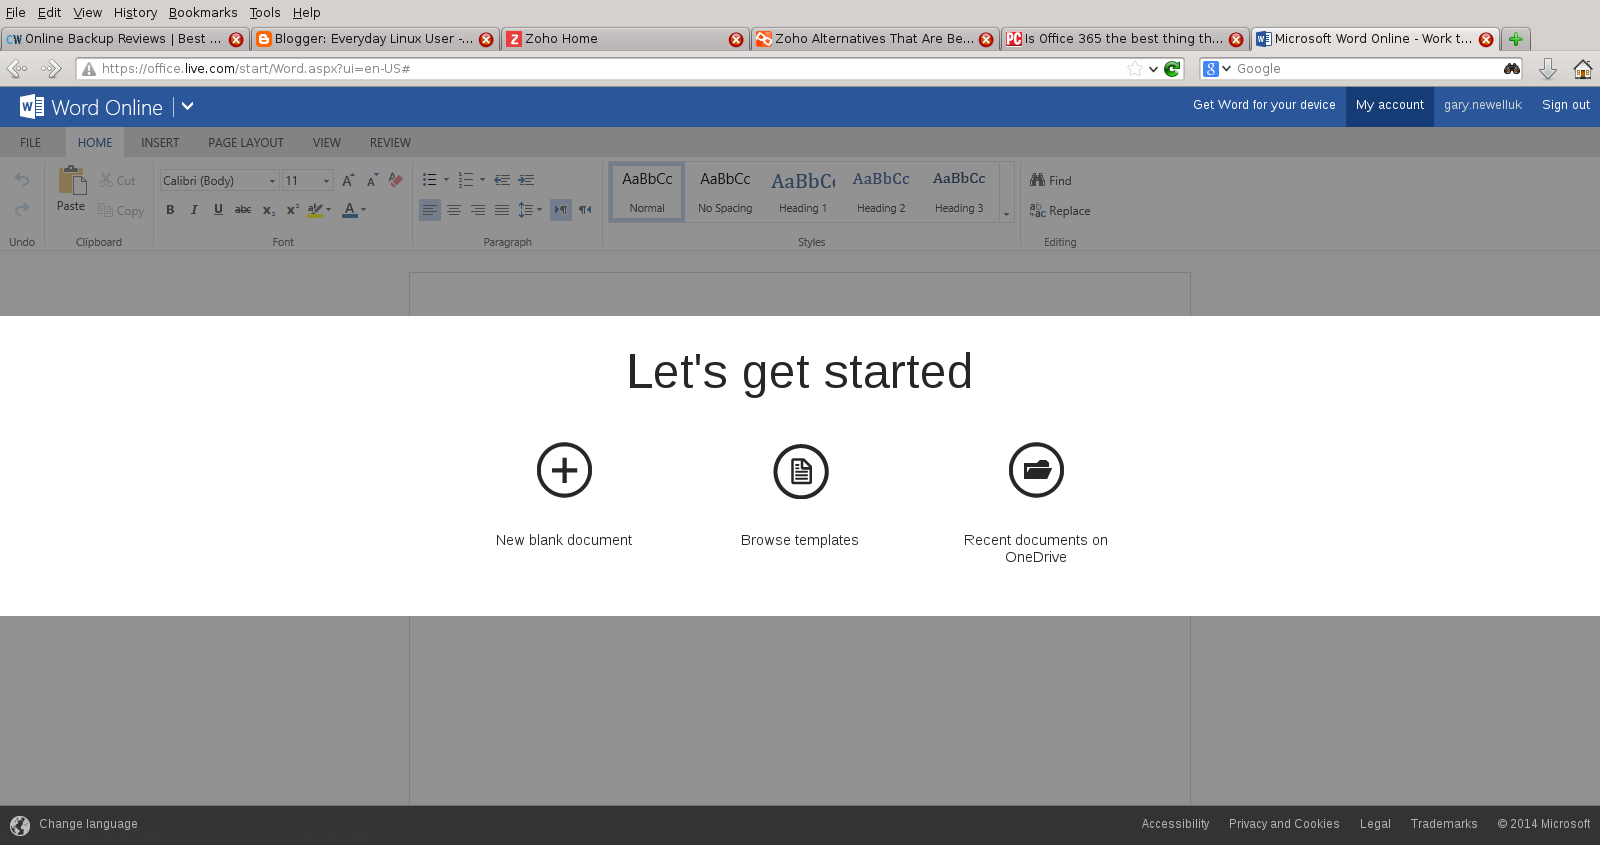 File Edit View History Bookmarks Tools Help
CW Online Backup Reviews | Best ... Blogger: Everyday Linux User -... Z Zoho Home Zoho Alternatives That Are Be... PC Is Office 365 the best thing th... Microsoft Word Online - Work t...
https://office.live.com/start/Word.aspx?ui=en-US# Google
W Word Online Get Word for your device My account gary.newelluk Sign out
FILE HOME INSERT PAGE LAYOUT VIEW REVIEW
Paste Cut Calibri (Body) 11 AaBbCc AaBbCc AaBbCc AaBbCc AaBbCc Find
Copy B I U abc x₂ x² Normal No Spacing Heading 1 Heading 2 Heading 3 Replace
Undo Clipboard Font Paragraph Styles Editing
Let's get started
New blank document Browse templates Recent documents on
OneDrive
Change language Accessibility Privacy and Cookies Legal Trademarks © 2014 Microsoft